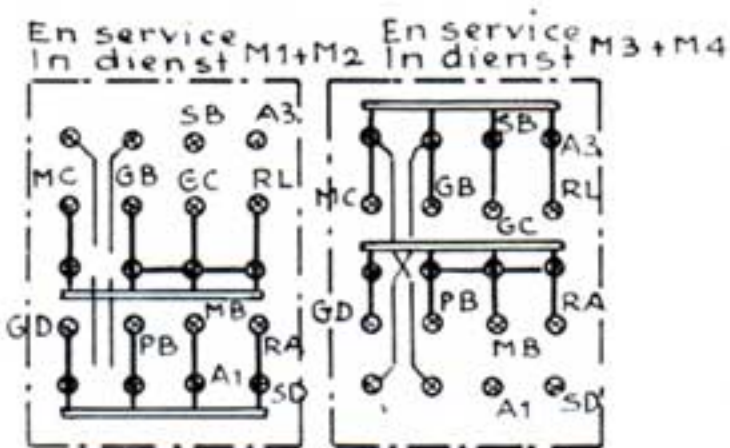 En service
In dienst M1+M2
SB A3
MC GB GC RL
GD MB
PB RA
A1 SD
En service
In dienst M3+M4
SB A3
MC GB GC RL
GD PB MB RA
A1 SD